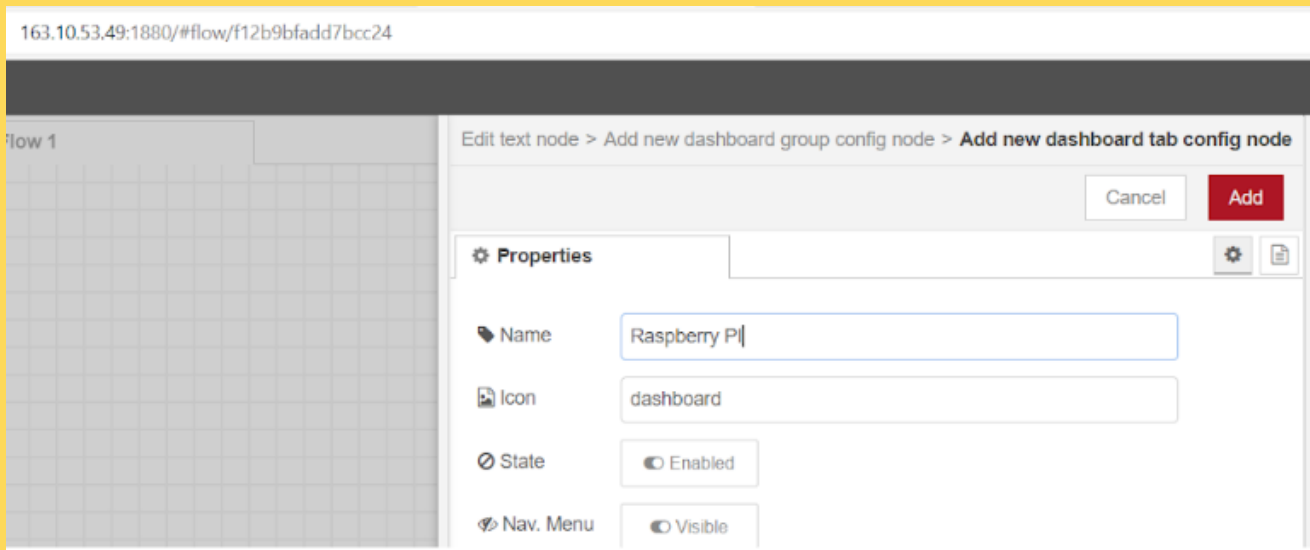 163.10.53.49:1880/#flow/f12b9bfadd7bcc24
Flow 1
Edit text node > Add new dashboard group config node > Add new dashboard tab config node
Cancel Add
Properties
Name Raspberry PI
Icon dashboard
State Enabled
Nav. Menu Visible